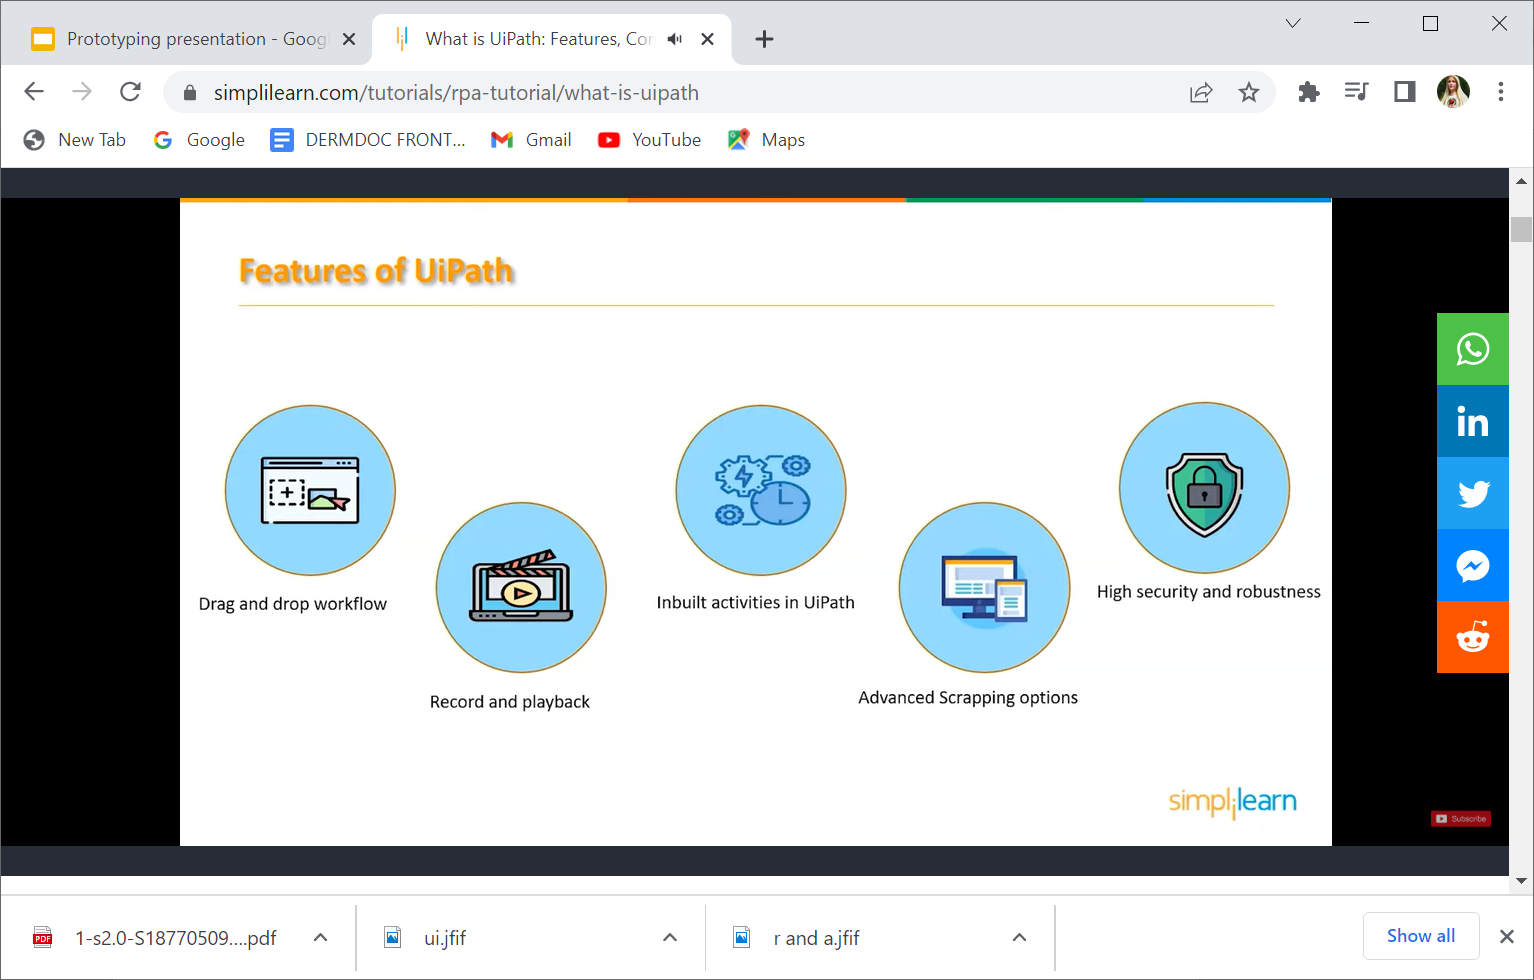 Prototyping presentation - Goog
What is UiPath: Features, Con
simplilearn.com/tutorials/rpa-tutorial/what-is-uipath
New Tab
Google
DERMDOC FRONT...
Gmail
YouTube
Maps
Features of UiPath
Drag and drop workflow
Record and playback
Inbuilt activities in UiPath
Advanced Scrapping options
High security and robustness
in
simplilearn
Subscribe
PDF
1-s2.0-S18770509....pdf
ui.jfif
r and a.jfif
Show all